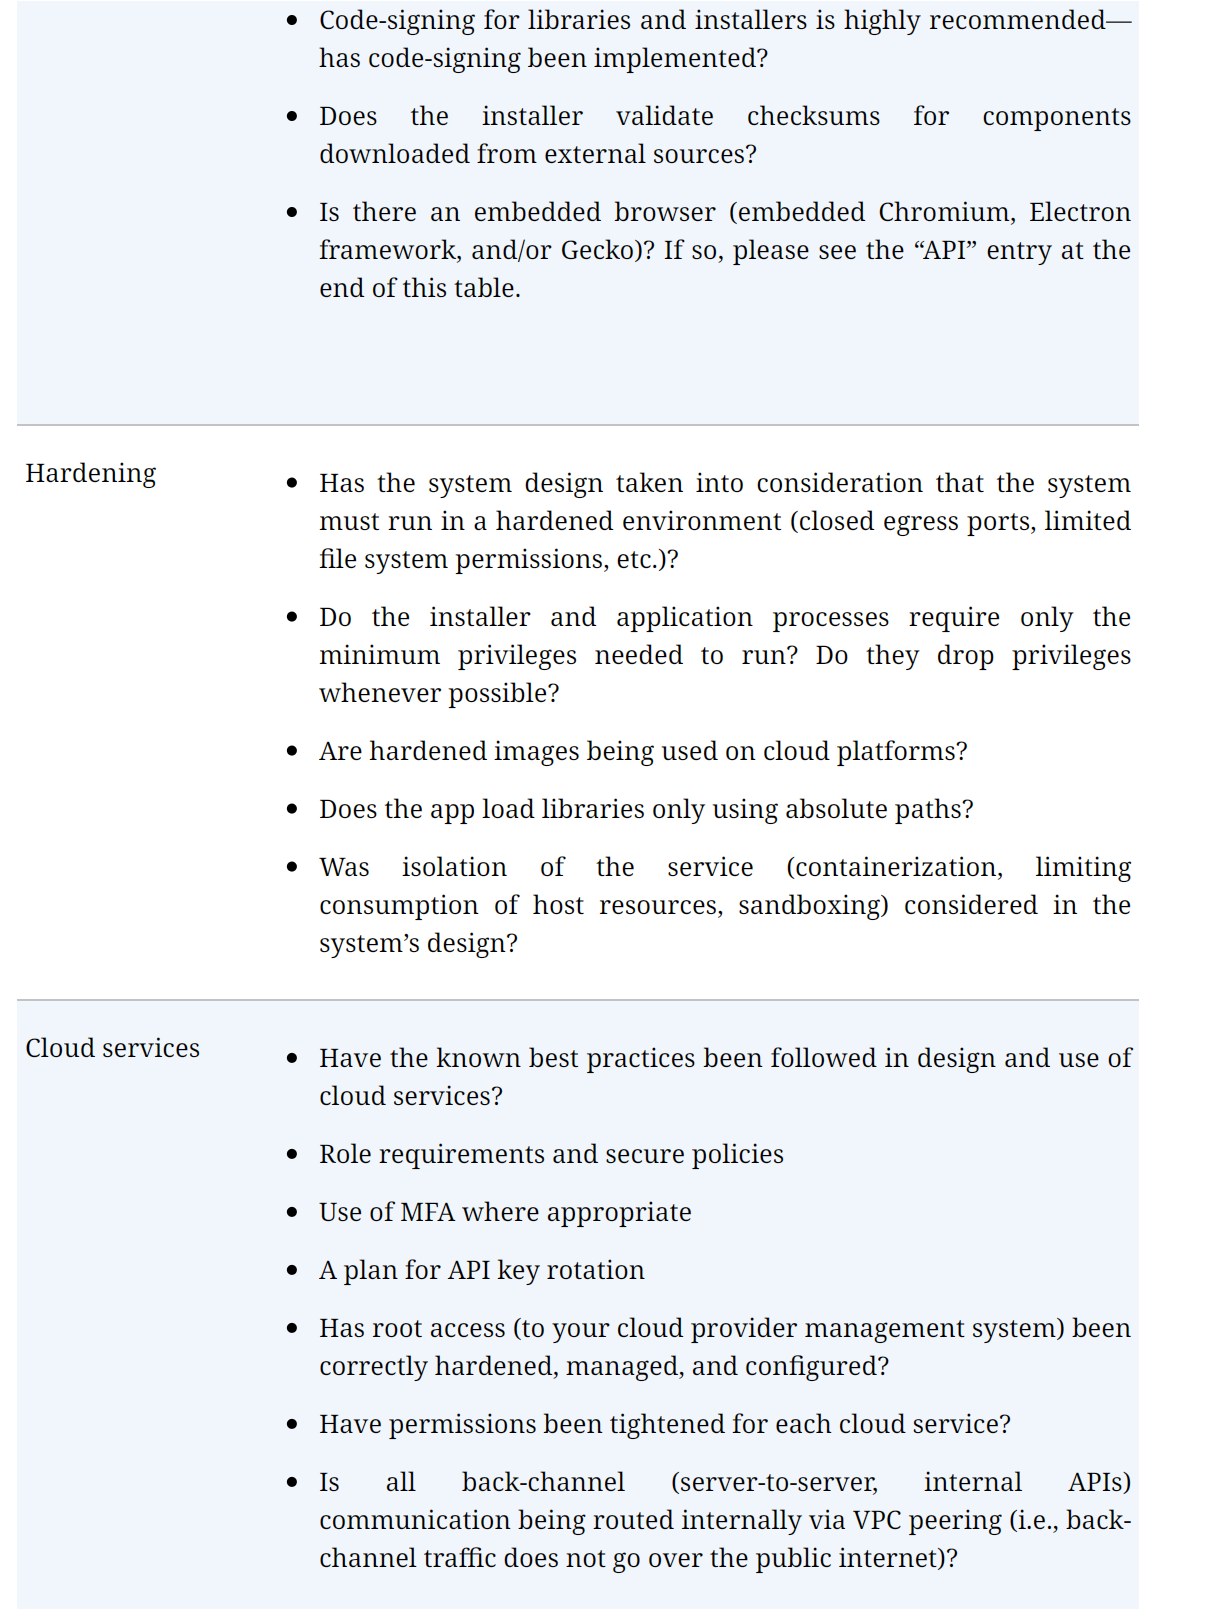 • Code-signing for libraries and installers is highly recommended—
has code-signing been implemented?
• Does the installer validate checksums for components
downloaded from external sources?
• Is there an embedded browser (embedded Chromium, Electron
framework, and/or Gecko)? If so, please see the “API” entry at the
end of this table.
Hardening
• Has the system design taken into consideration that the system
must run in a hardened environment (closed egress ports, limited
file system permissions, etc.)?
• Do the installer and application processes require only the
minimum privileges needed to run? Do they drop privileges
whenever possible?
• Are hardened images being used on cloud platforms?
• Does the app load libraries only using absolute paths?
• Was isolation of the service (containerization, limiting
consumption of host resources, sandboxing) considered in the
system’s design?
Cloud services
• Have the known best practices been followed in design and use of
cloud services?
• Role requirements and secure policies
• Use of MFA where appropriate
• A plan for API key rotation
• Has root access (to your cloud provider management system) been
correctly hardened, managed, and configured?
• Have permissions been tightened for each cloud service?
• Is all back-channel (server-to-server, internal APIs)
communication being routed internally via VPC peering (i.e., back-
channel traffic does not go over the public internet)?